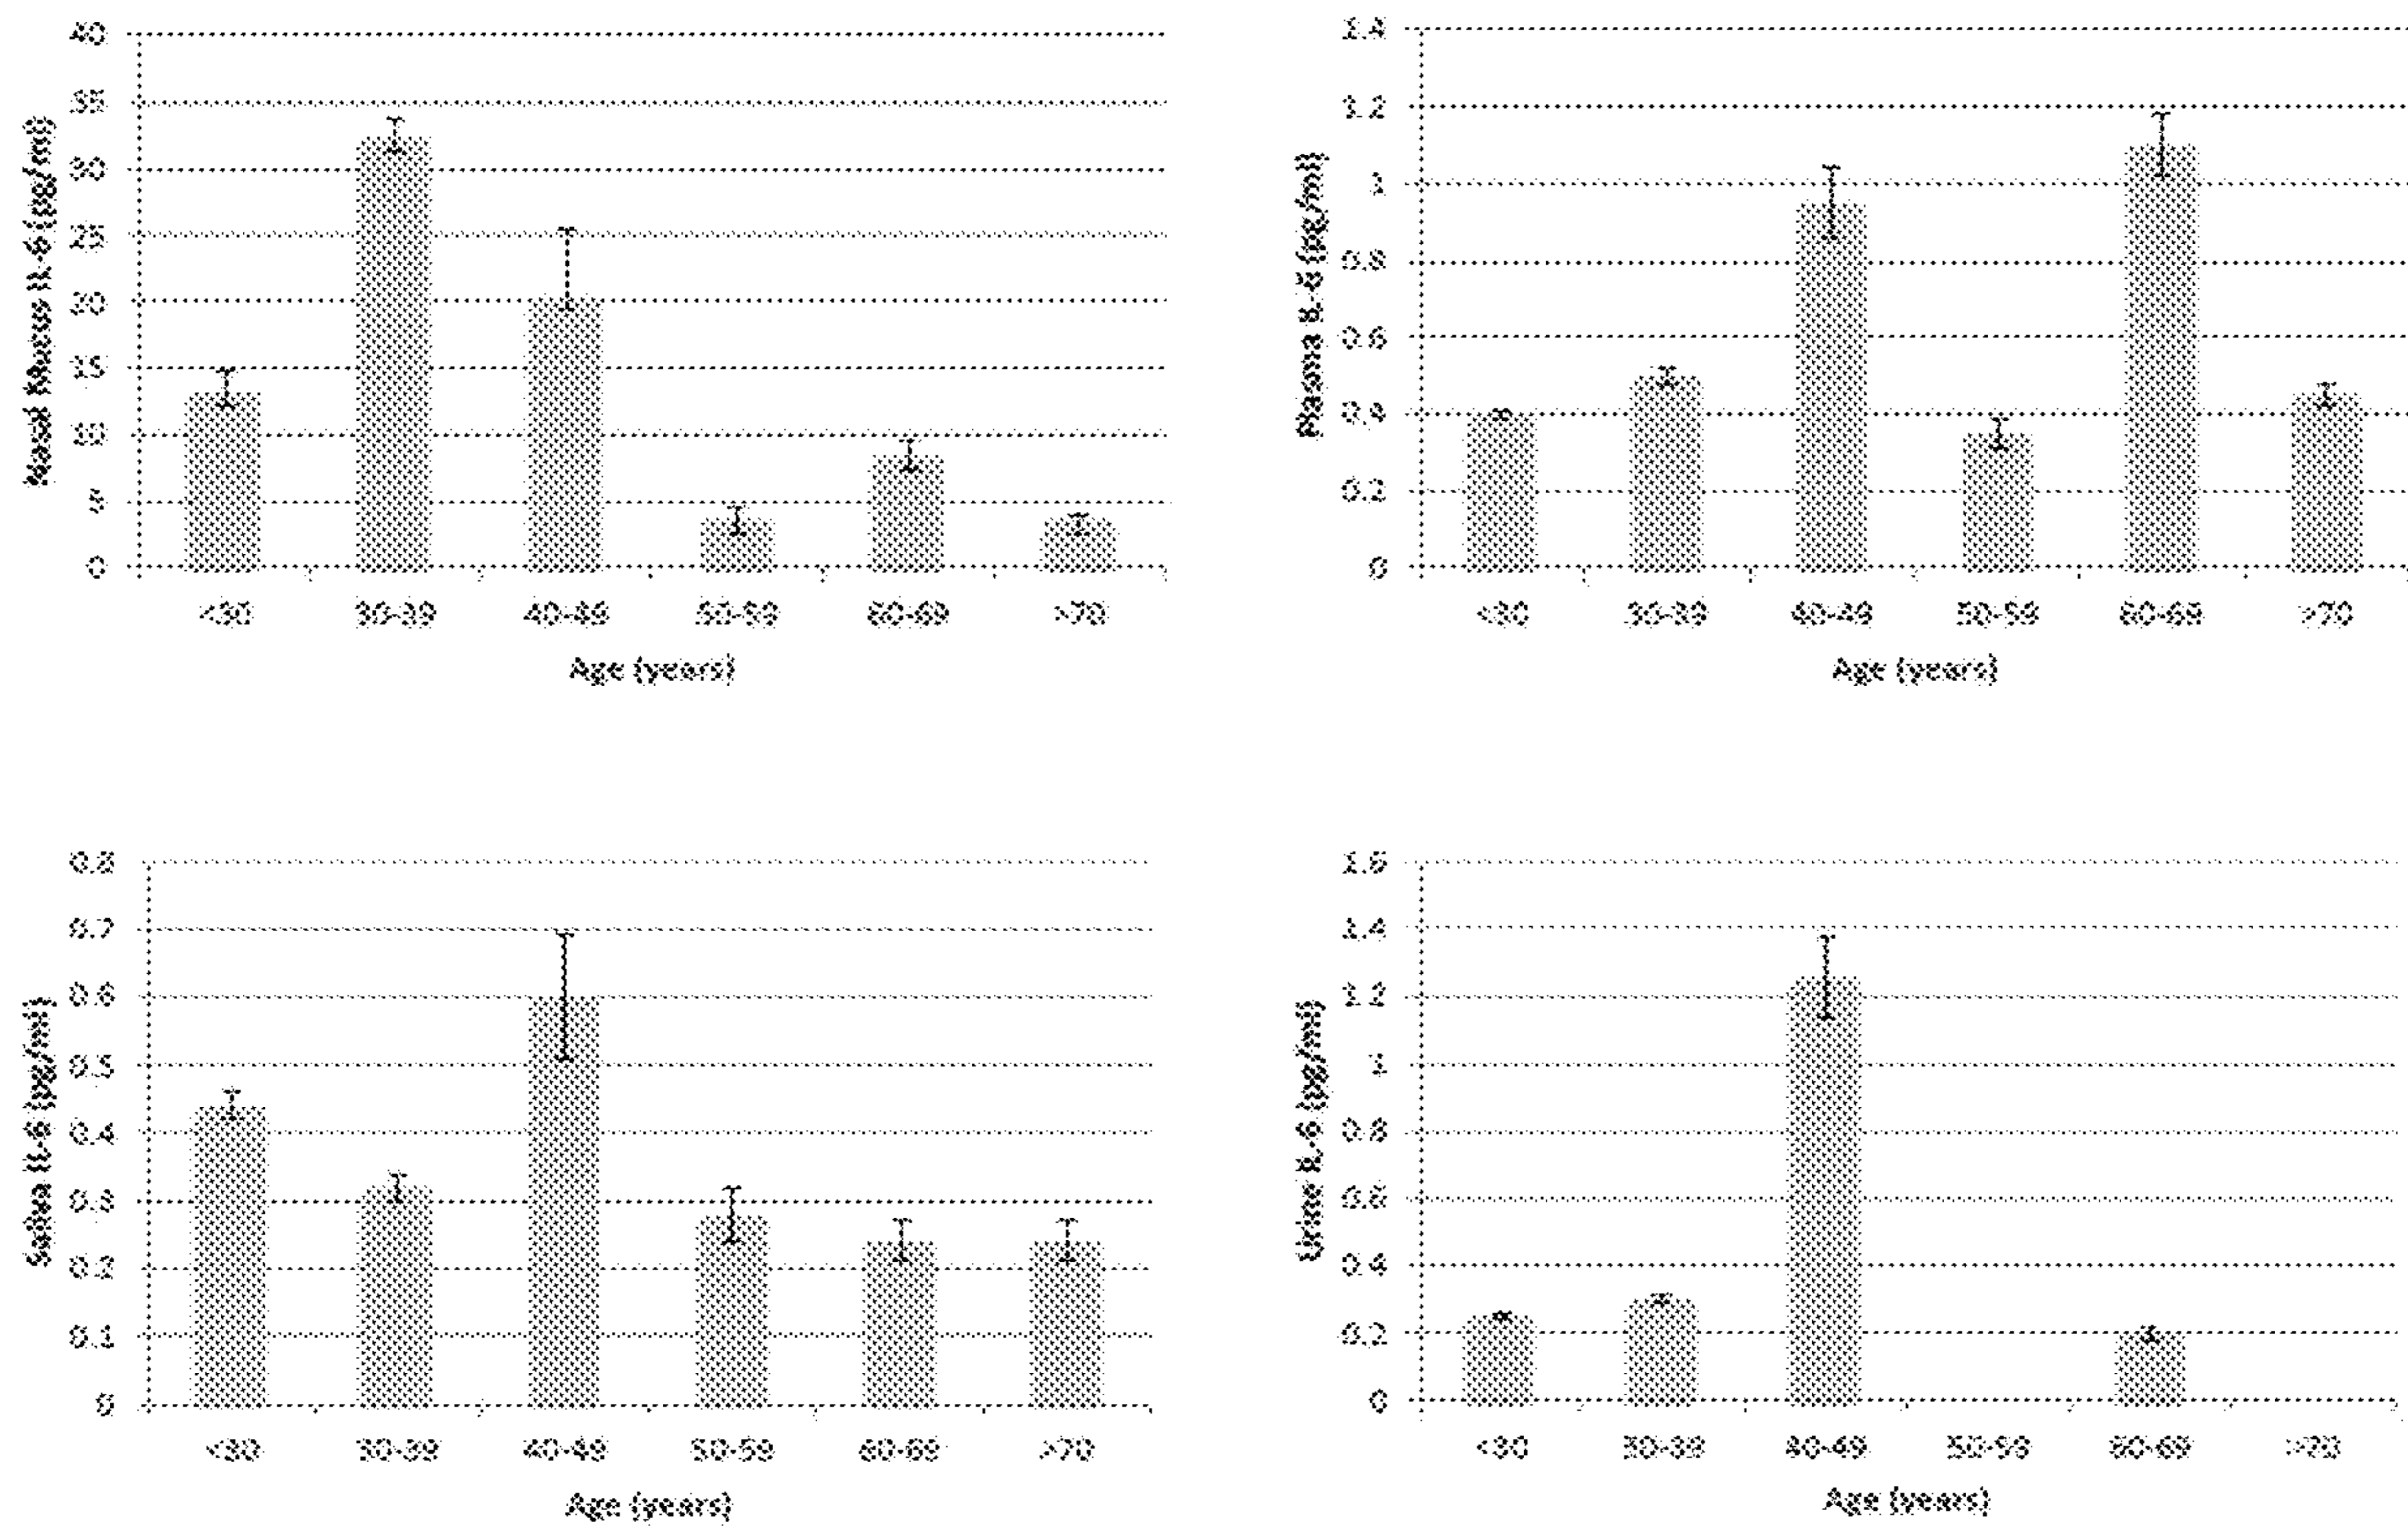 40
35
30
25
20
15
10
5
0
Nasal Mucus IL-6 (pg/ml)
<30 30-39 40-49 50-59 60-69 >70
Age (years)
1.4
1.2
1
0.8
0.6
0.4
0.2
0
Plasma IL-6 (pg/ml)
<30 30-39 40-49 50-59 60-69 >70
Age (years)
0.8
0.7
0.6
0.5
0.4
0.3
0.2
0.1
0
Saliva IL-6 (pg/ml)
<30 30-39 40-49 50-59 60-69 >70
Age (years)
1.6
1.4
1.2
1
0.8
0.6
0.4
0.2
0
Urine IL-6 (pg/ml)
<30 30-39 40-49 50-59 60-69 >70
Age (years)